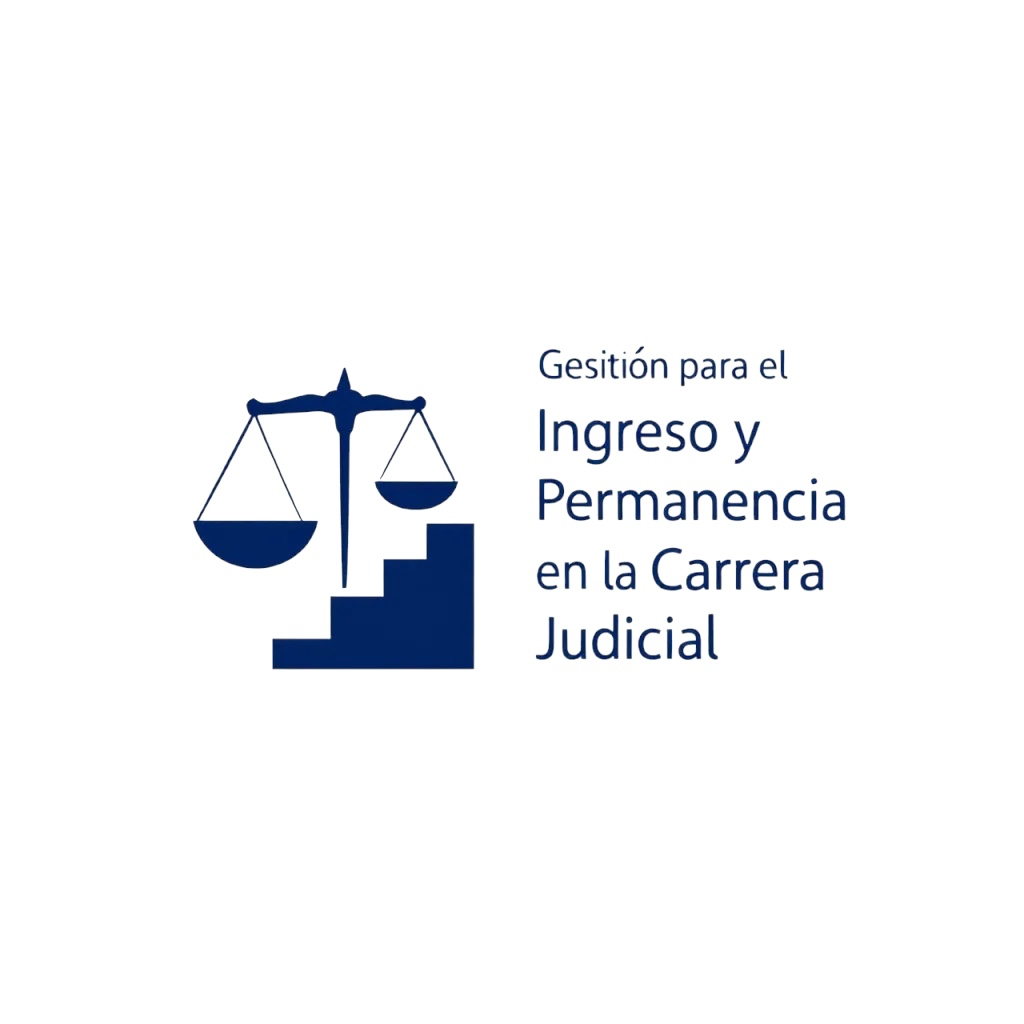 Gesitión para el
Ingreso y
Permanencia
en la Carrera
Judicial